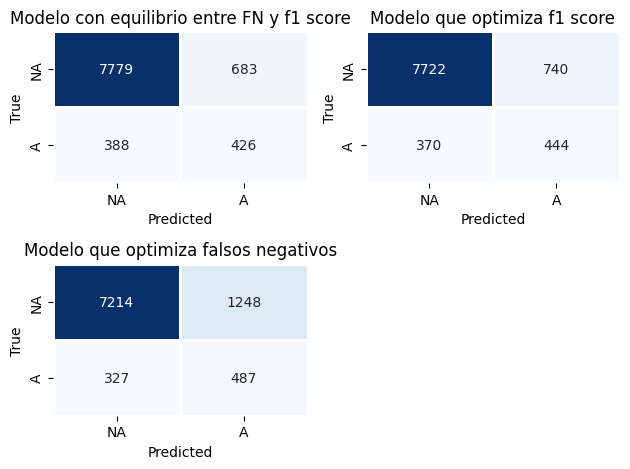 Modelo con equilibrio entre FN y f1 score
NA
7779
683
True
A
388
426
NA
A
Predicted
Modelo que optimiza f1 score
NA
7722
740
True
A
370
444
NA
A
Predicted
Modelo que optimiza falsos negativos
NA
7214
1248
True
A
327
487
NA
A
Predicted